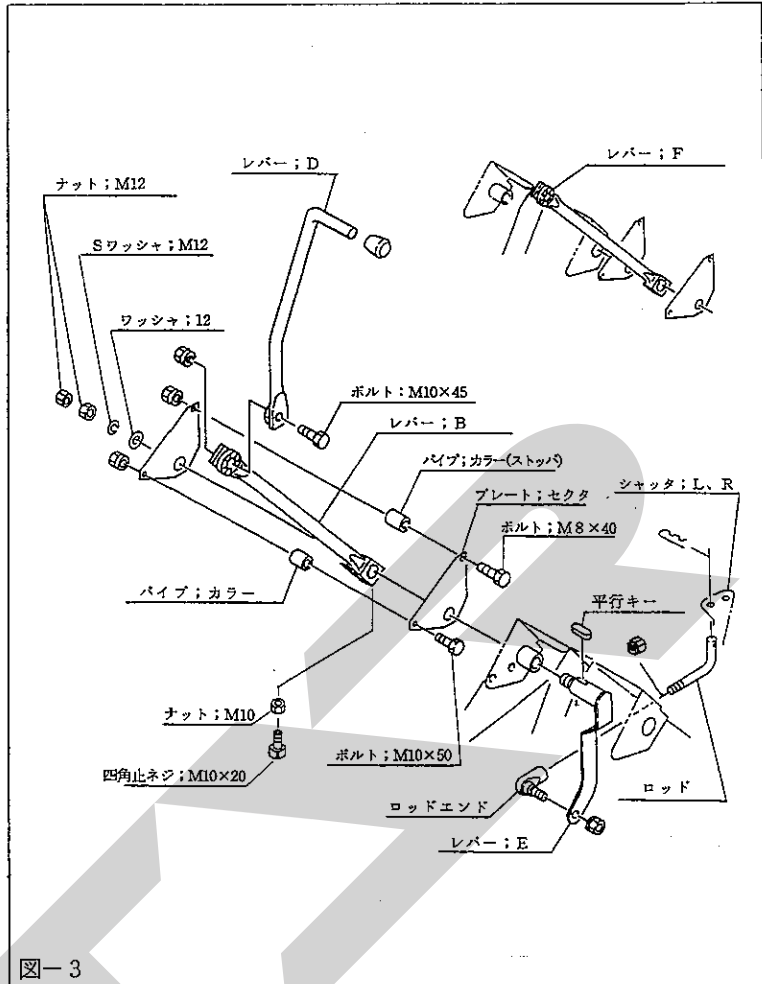 レバー；D
レバー；F
ナット；M12
Sワッシャ；M12
ワッシャ；12
ボルト：M10×45
レバー；B
パイプ；カラー(ストッパ)
シャッタ；L、R
プレート；セクタ
ボルト；M8×40
パイプ；カラー
平行キー
ナット；M10
ボルト；M10×50
四角止ネジ；M10×20
ロッドエンド
ロッド
レバー；E
図－3